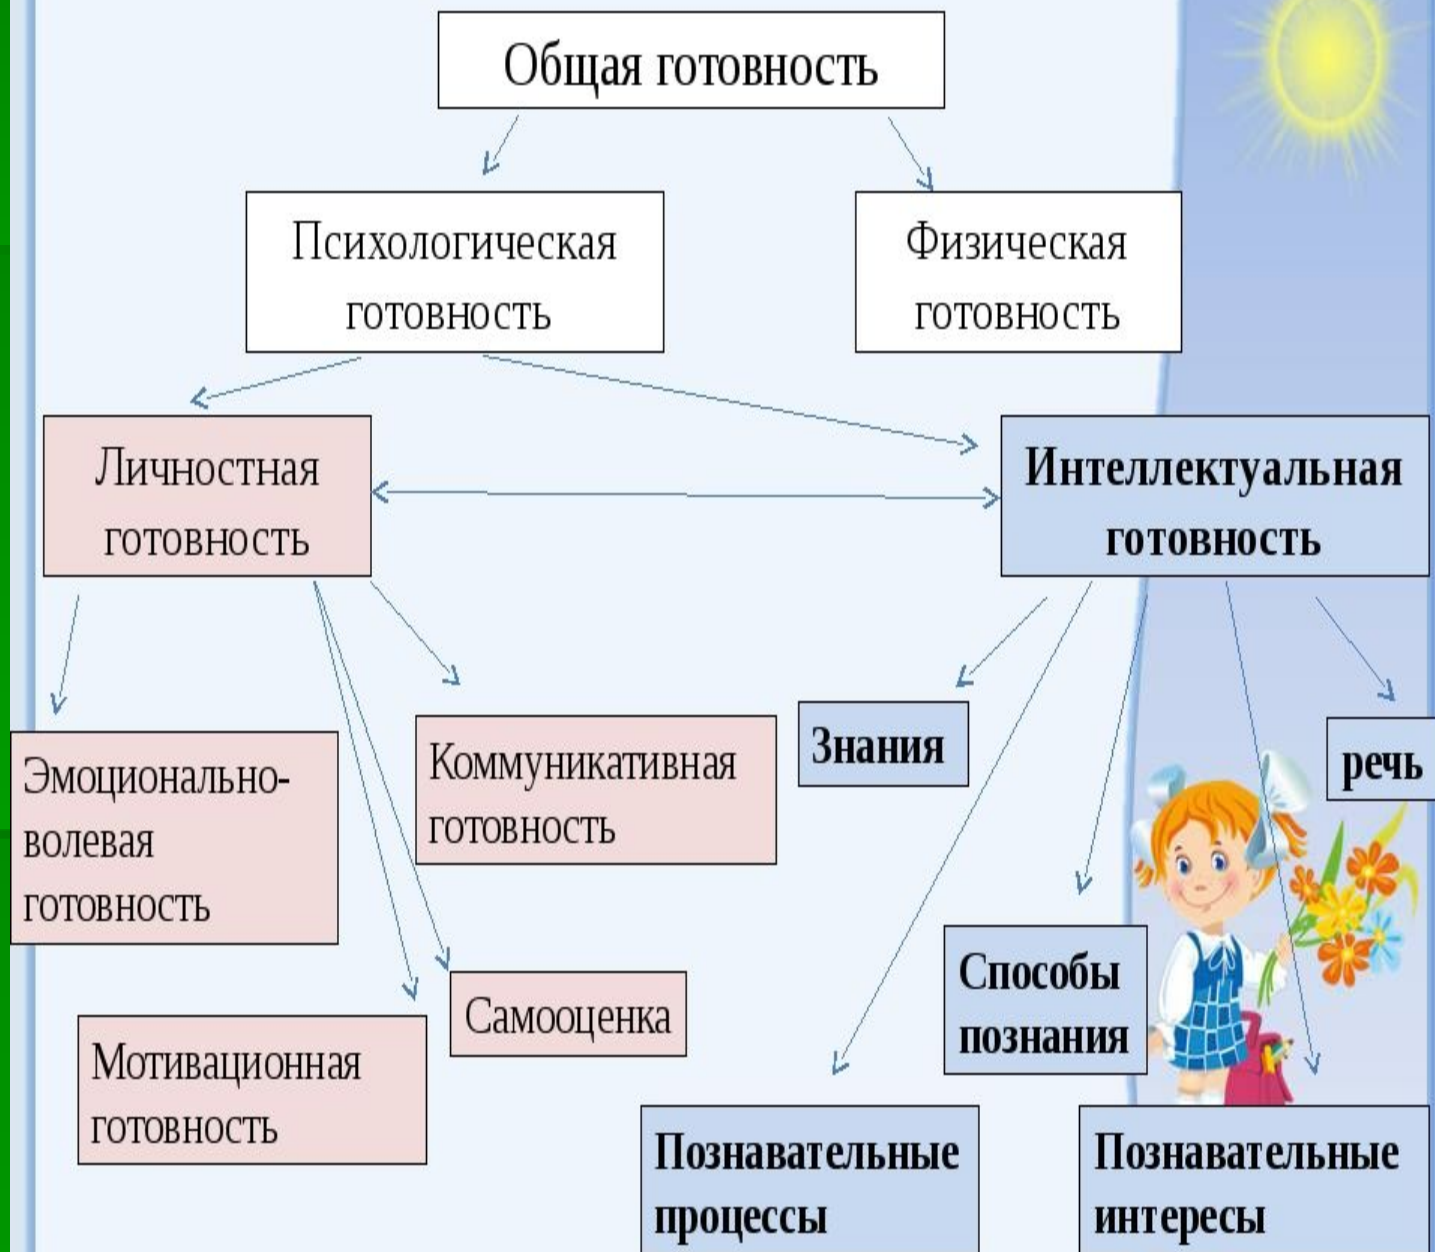 Общая готовность
Психологическая
готовность
Физическая
готовность
Личностная
готовность
Интеллектуальная
готовность
Эмоционально-
волевая
готовность
Коммуникативная
готовность
Знания
речь
Самооценка
Мотивационная
готовность
Способы
познания
Познавательные
процессы
Познавательные
интересы